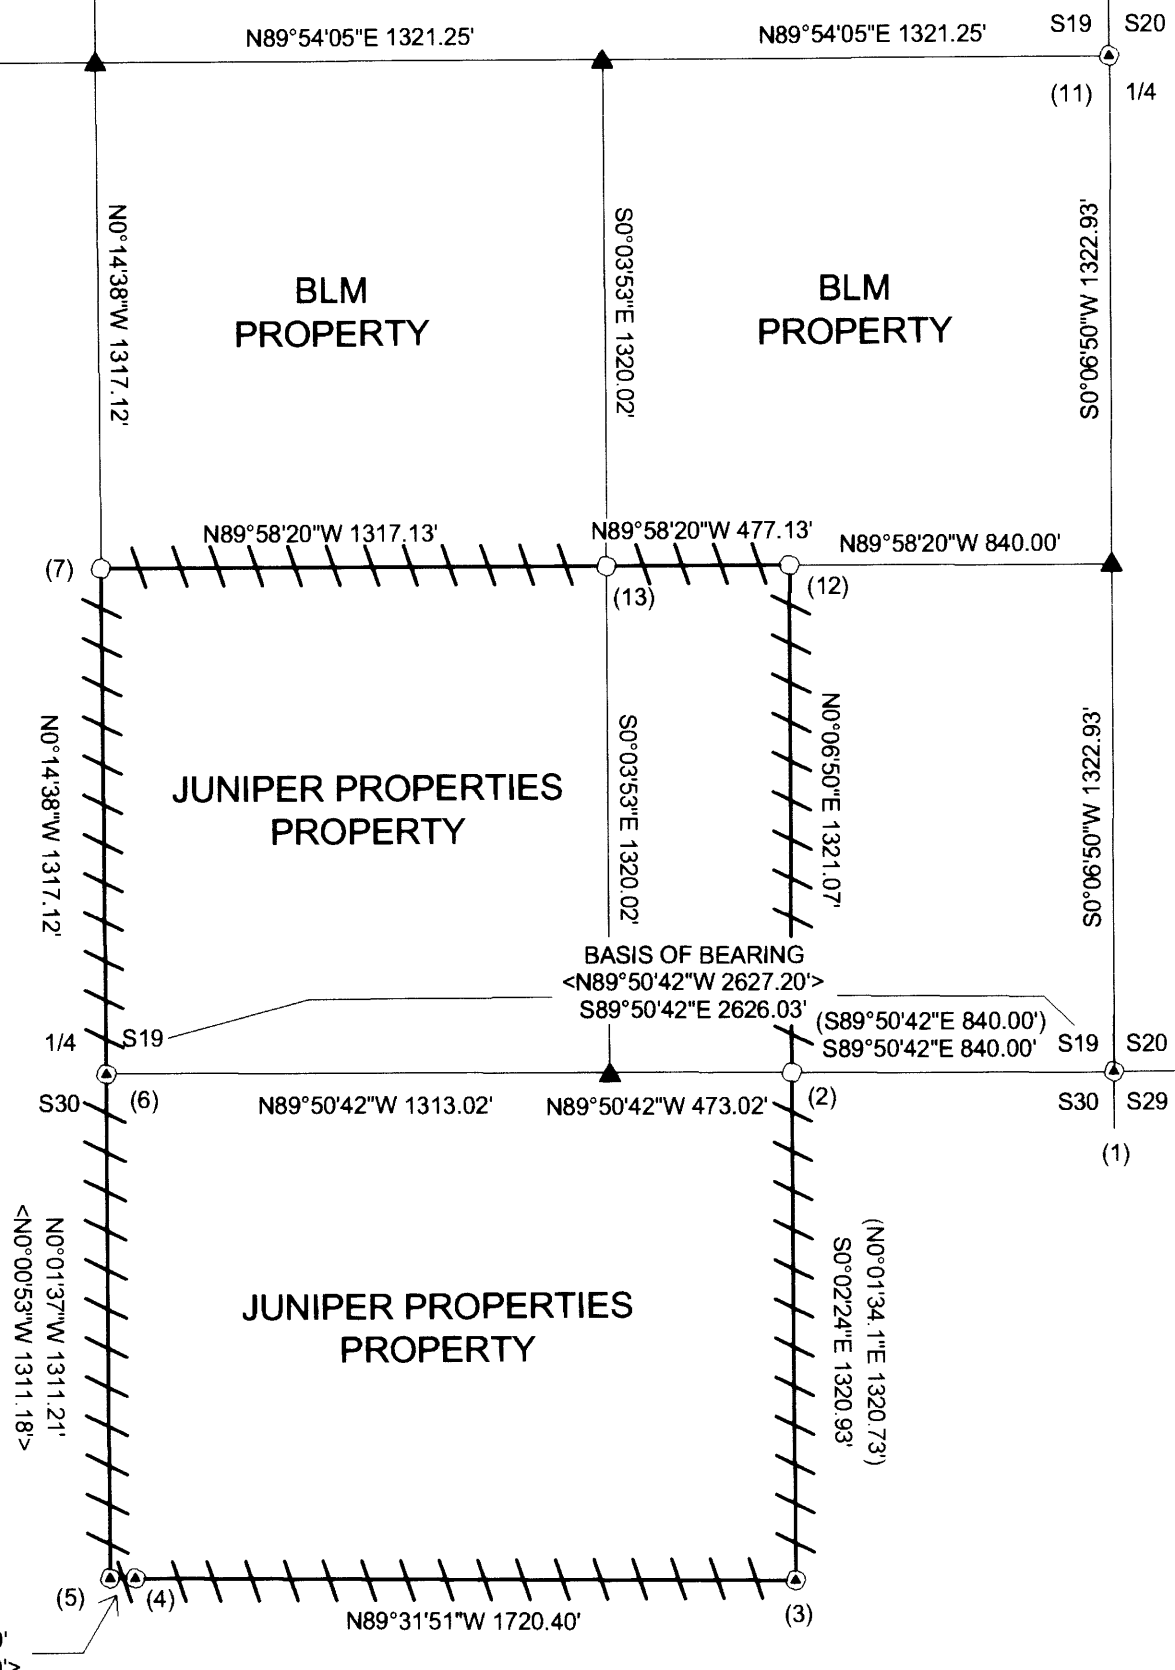 N89°54'05"E 1321.25'
N89°54'05"E 1321.25'
S19
S20
(11)
1/4
N0°14'38"W 1317.12'
S0°03'53"E 1320.02'
S0°06'50"W 1322.93'
BLM
PROPERTY
BLM
PROPERTY
N89°58'20"W 1317.13'
N89°58'20"W 477.13'
N89°58'20"W 840.00'
(7)
(13)
(12)
N0°14'38"W 1317.12'
JUNIPER PROPERTIES
PROPERTY
S0°03'53"E 1320.02'
N0°06'50"E 1321.07'
S0°06'50"W 1322.93'
BASIS OF BEARING
<N89°50'42"W 2627.20'>
S89°50'42"E 2626.03'
(S89°50'42"E 840.00')
S89°50'42"E 840.00'
1/4
S19
S19
S20
S30
(6)
N89°50'42"W 1313.02'
N89°50'42"W 473.02'
(2)
S30
S29
(1)
N0°01'37"W 1311.21'
<N0°00'53"W 1311.18'>
JUNIPER PROPERTIES
PROPERTY
(N0°01'34.1"E 1320.73')
S0°02'24"E 1320.93'
(5)
(4)
N89°31'51"W 1720.40'
(3)